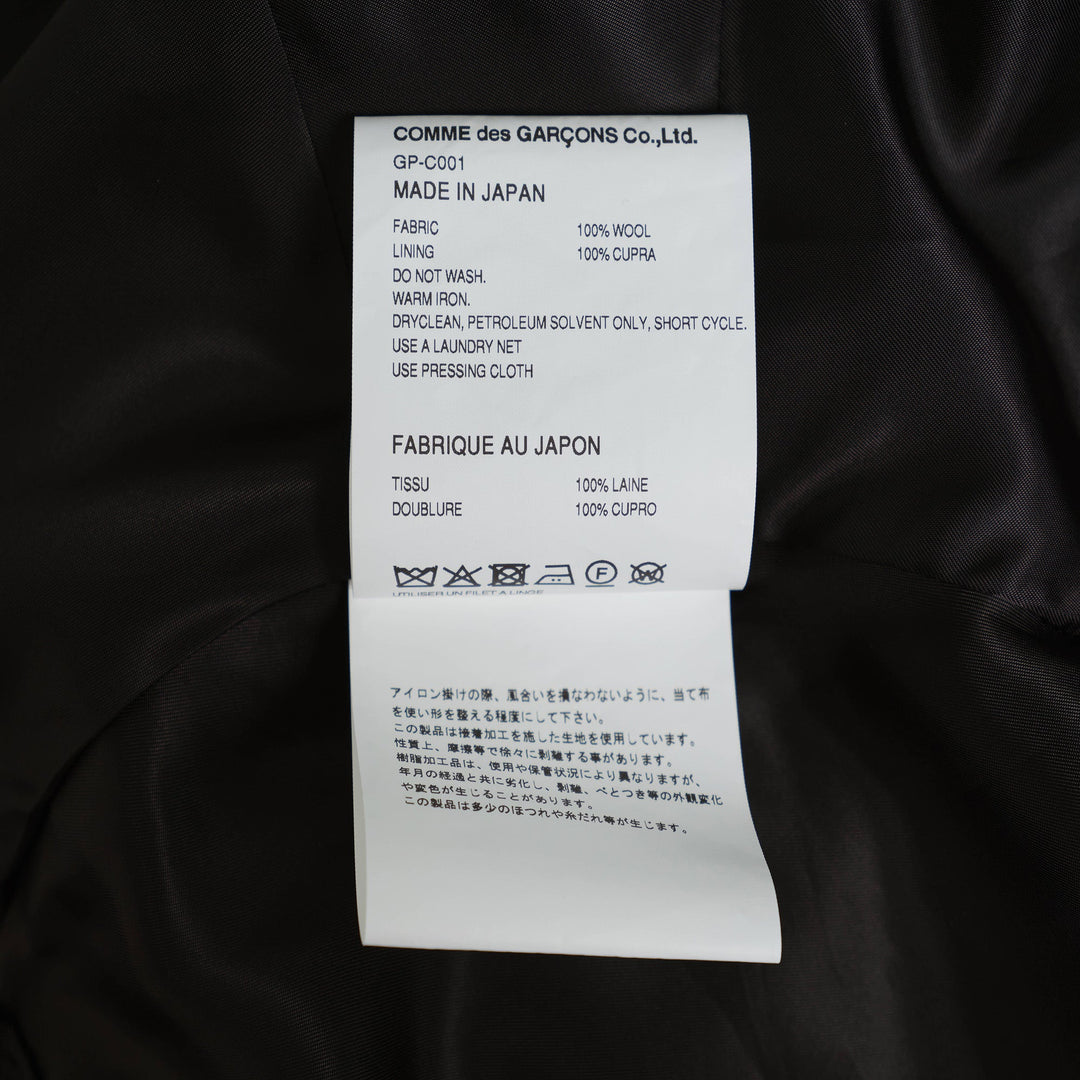 COMME des GARÇONS Co.,Ltd.
GP-C001
MADE IN JAPAN
FABRIC 100% WOOL
LINING 100% CUPRA
DO NOT WASH.
WARM IRON.
DRYCLEAN, PETROLEUM SOLVENT ONLY, SHORT CYCLE.
USE A LAUNDRY NET
USE PRESSING CLOTH
FABRIQUE AU JAPON
TISSU 100% LAINE
DOUBLURE 100% CUPRO
F W
UTILISER UN FILET A LINGE
アイロン掛けの際、風合いを損なわないように、当て布
を使い形を整える程度にして下さい。
この製品は接着加工を施した生地を使用しています。
性質上、摩擦等で徐々に剥離する事があります。
樹脂加工品は、使用や保管状況により異なりますが、
年月の経過と共に劣化し、剥離、べとつき等の外観変化
や変色が生じることがあります。
この製品は多少のほつれや糸だれ等が生じます。